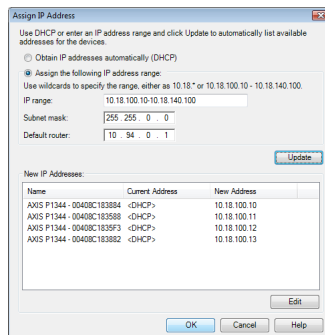 Assign IP Address
Use DHCP or enter an IP address range and click Update to automatically list available
addresses for the devices.
Obtain IP addresses automatically (DHCP)
Assign the following IP address range:
Use wildcards to specify the range, either as 10.18.* or 10.18.100.10 - 10.18.140.100.
IP range: 10.18.100.10-10.18.140.100
Subnet mask: 255 . 255 . 0 . 0
Default router: 10 . 94 . 0 . 1
Update
New IP Addresses:
Name Current Address New Address
AXIS P1344 - 00408C183884 <DHCP> 10.18.100.10
AXIS P1344 - 00408C183588 <DHCP> 10.18.100.11
AXIS P1344 - 00408C1835F3 <DHCP> 10.18.100.12
AXIS P1344 - 00408C183882 <DHCP> 10.18.100.13
Edit
OK Cancel Help